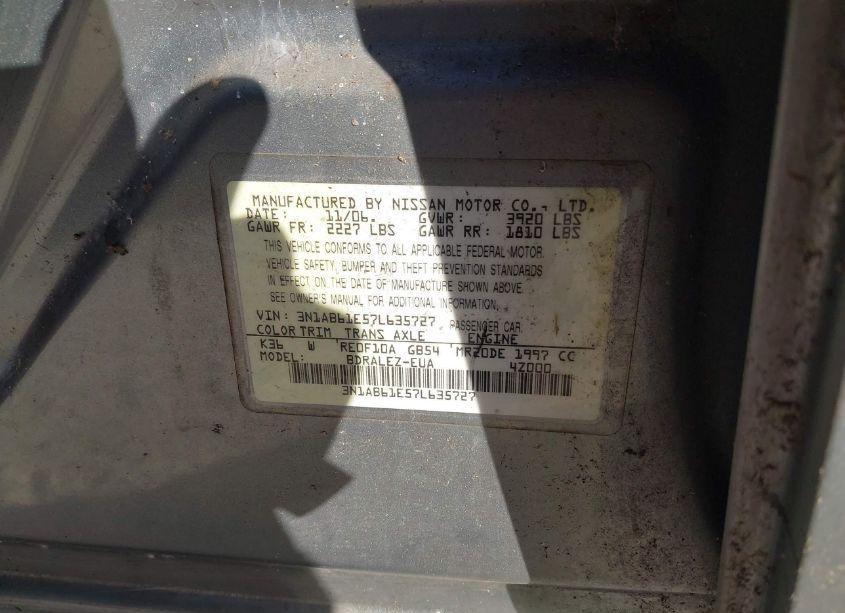 MANUFACTURED BY NISSAN MOTOR CO., LTD.
DATE: 11/06. GVWR: 3920 LBS
GAWR FR: 2227 LBS GAWR RR: 1810 LBS
THIS VEHICLE CONFORMS TO ALL APPLICABLE FEDERAL MOTOR
VEHICLE SAFETY, BUMPER AND THEFT PREVENTION STANDARDS
IN EFFECT ON THE DATE OF MANUFACTURE SHOWN ABOVE.
SEE OWNER'S MANUAL FOR ADDITIONAL INFORMATION.
VIN: 3N1AB61E57L635727. PASSENGER CAR.
COLOR TRIM TRANS AXLE ENGINE
K36 W RE0F10A GB54 MR20DE 1997 CC
MODEL: BDRALEZ-EUA 4Z000
3N1AB61E57L635727